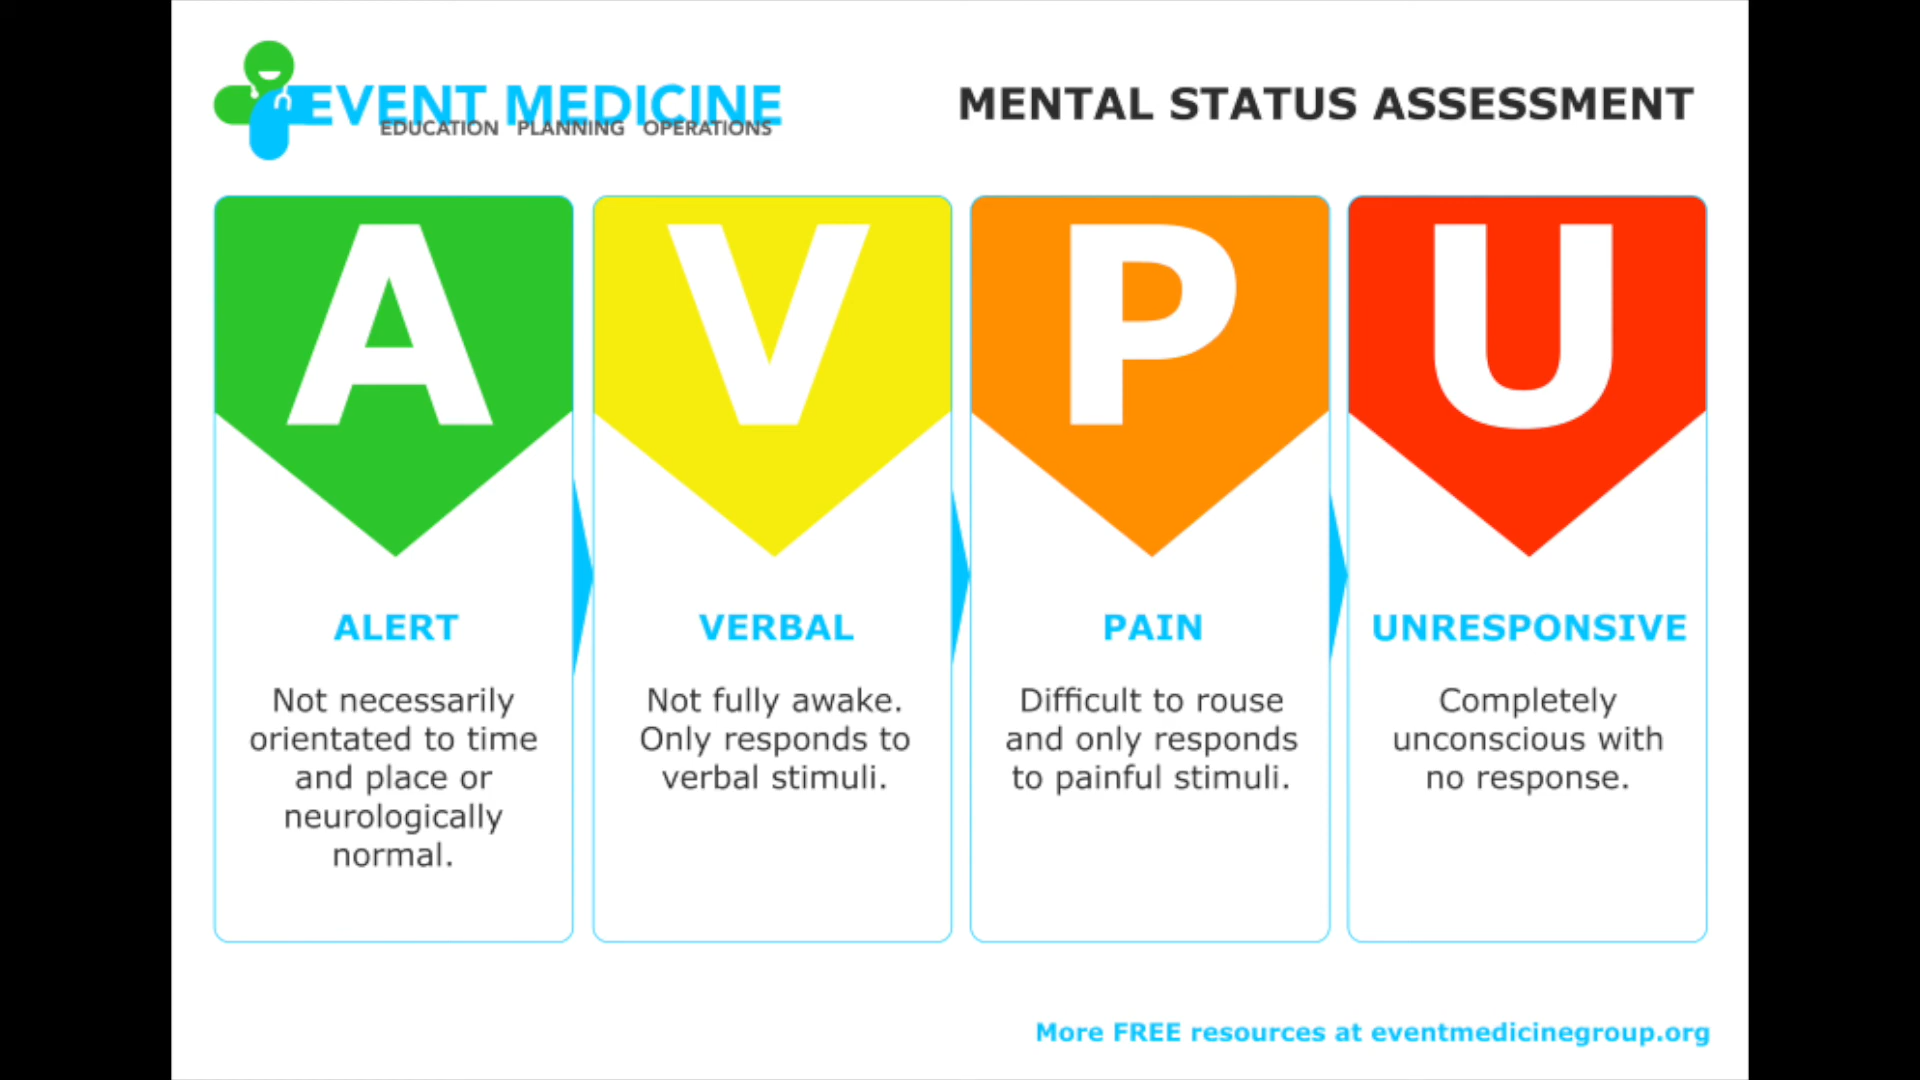 EVENT MEDICINE
EDUCATION PLANNING OPERATIONS
MENTAL STATUS ASSESSMENT
A
ALERT
Not necessarily
orientated to time
and place or
neurologically
normal.
V
VERBAL
Not fully awake.
Only responds to
verbal stimuli.
P
PAIN
Difficult to rouse
and only responds
to painful stimuli.
U
UNRESPONSIVE
Completely
unconscious with
no response.
More FREE resources at eventmedicinegroup.org